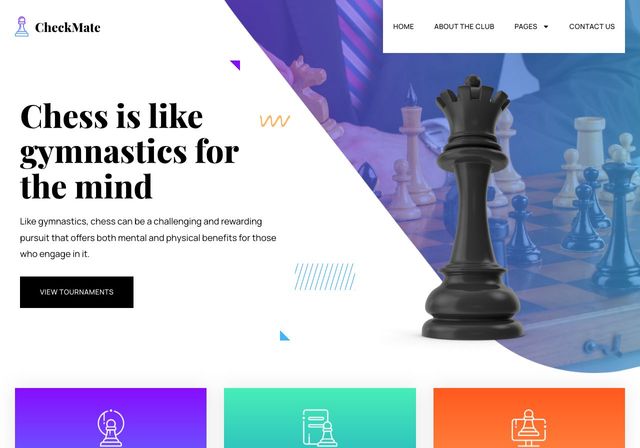 CheckMate
HOME
ABOUT THE CLUB
PAGES
CONTACT US
Chess is like
gymnastics for
the mind
Like gymnastics, chess can be a challenging and rewarding
pursuit that offers both mental and physical benefits for those
who engage in it.
VIEW TOURNAMENTS